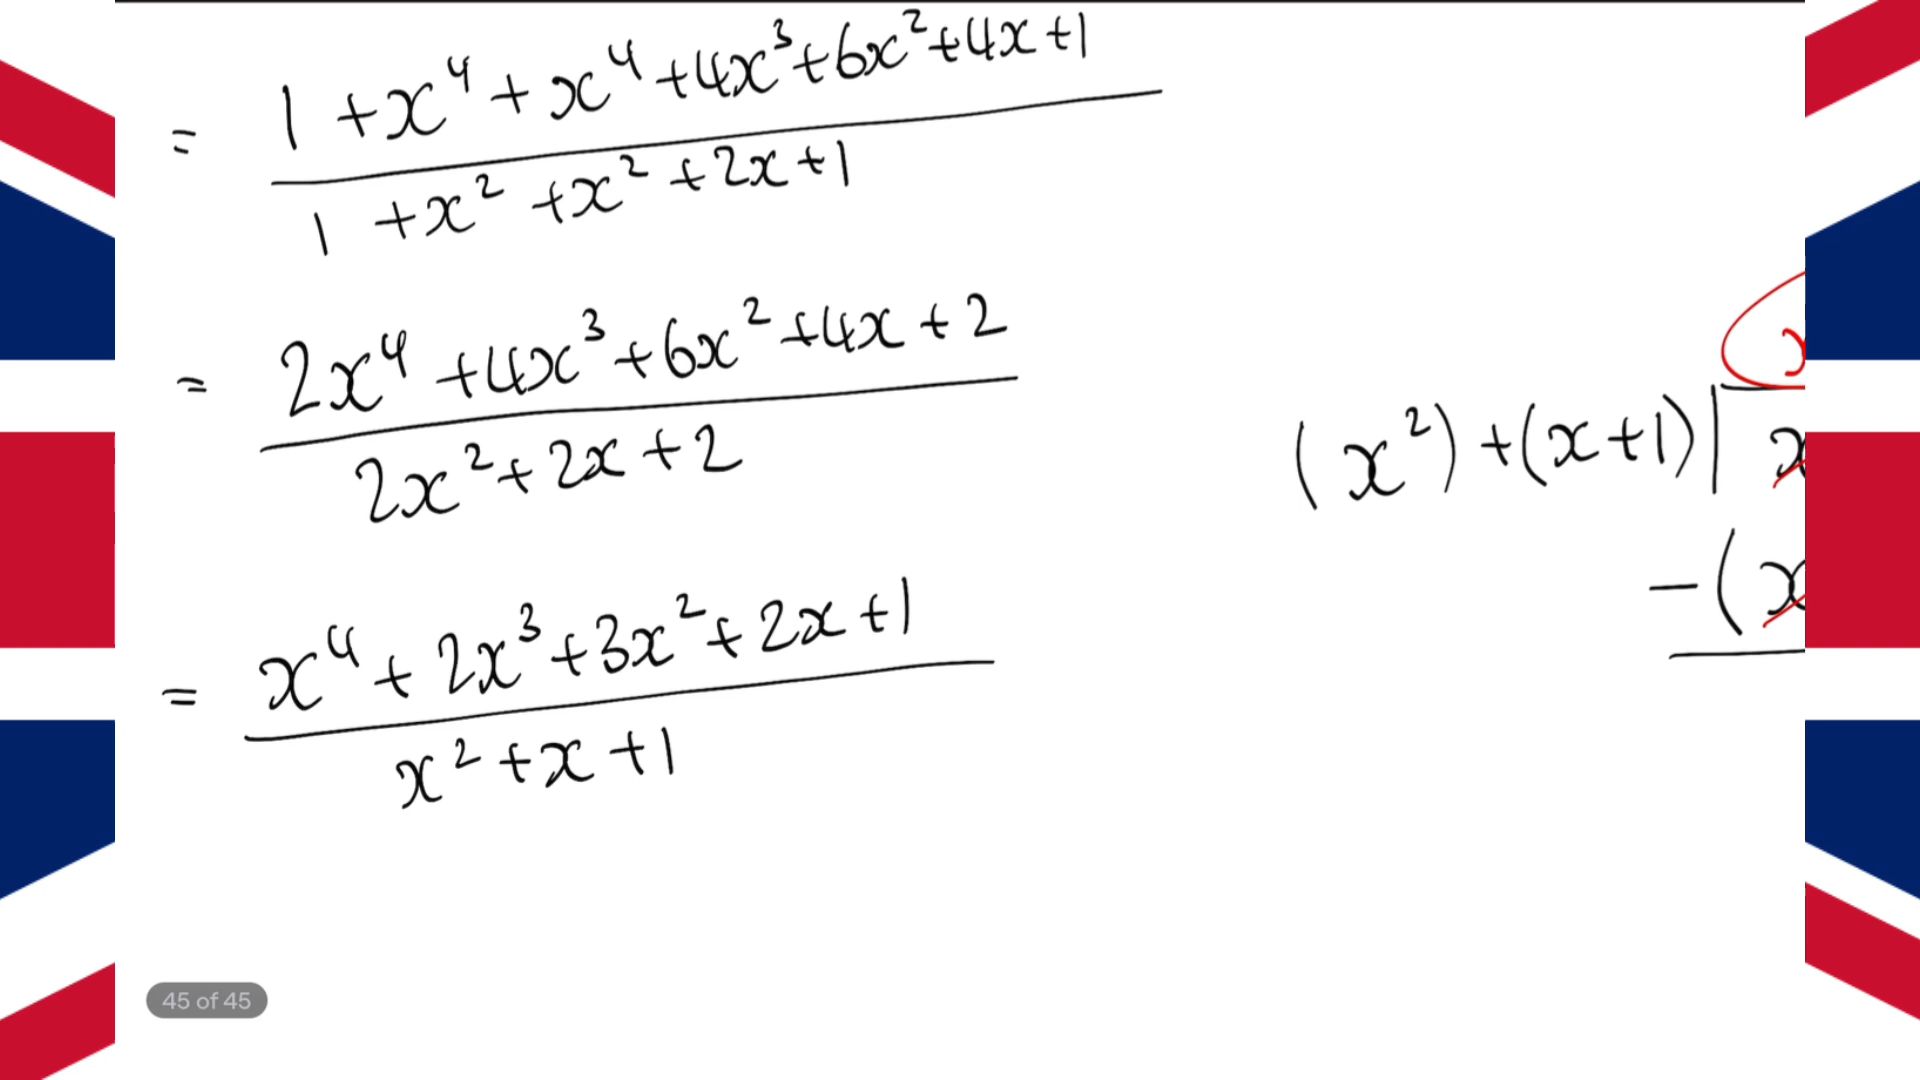 = (1 + x⁴ + x⁴ + 4x³ + 6x² + 4x + 1) / (1 + x² + x² + 2x + 1)
= (2x⁴ + 4x³ + 6x² + 4x + 2) / (2x² + 2x + 2)
(x²) + (x+1) |
- (
= (x⁴ + 2x³ + 3x² + 2x + 1) / (x² + x + 1)
45 of 45